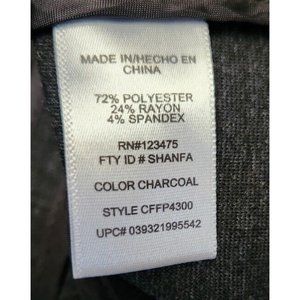 MADE IN/HECHO EN
CHINA
72% POLYESTER
24% RAYON
4% SPANDEX
RN#123475
FTY ID # SHANFA
COLOR CHARCOAL
STYLE CFFP4300
UPC# 039321995542